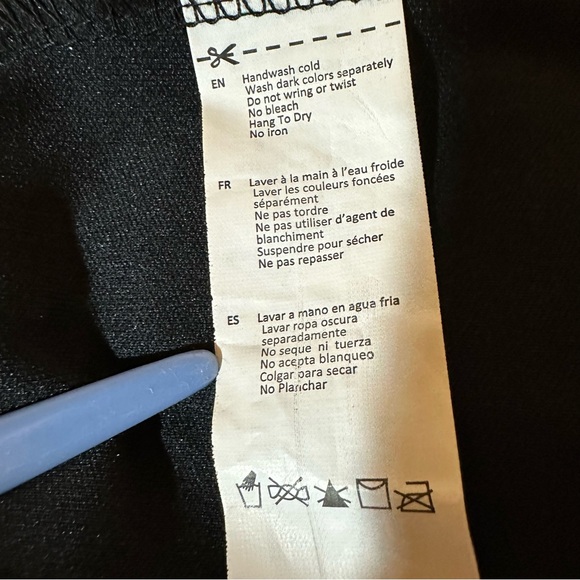 EN Handwash cold
Wash dark colors separately
Do not wring or twist
No bleach
Hang To Dry
No iron
FR Laver à la main à l'eau froide
Laver les couleurs foncées
séparément
Ne pas tordre
Ne pas utiliser d'agent de
blanchiment
Suspendre pour sécher
Ne pas repasser
ES Lavar a mano en agua fria
Lavar ropa oscura
separadamente
No seque ni tuerza
No acepta blanqueo
Colgar para secar
No Planchar